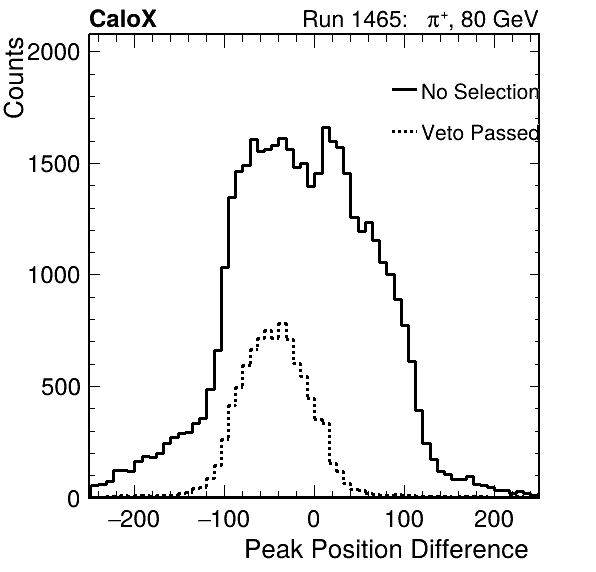 CaloX Run 1465: π⁺, 80 GeV
Counts
2000
1500
1000
500
0
No Selection
Veto Passed
−200 −100 0 100 200
Peak Position Difference